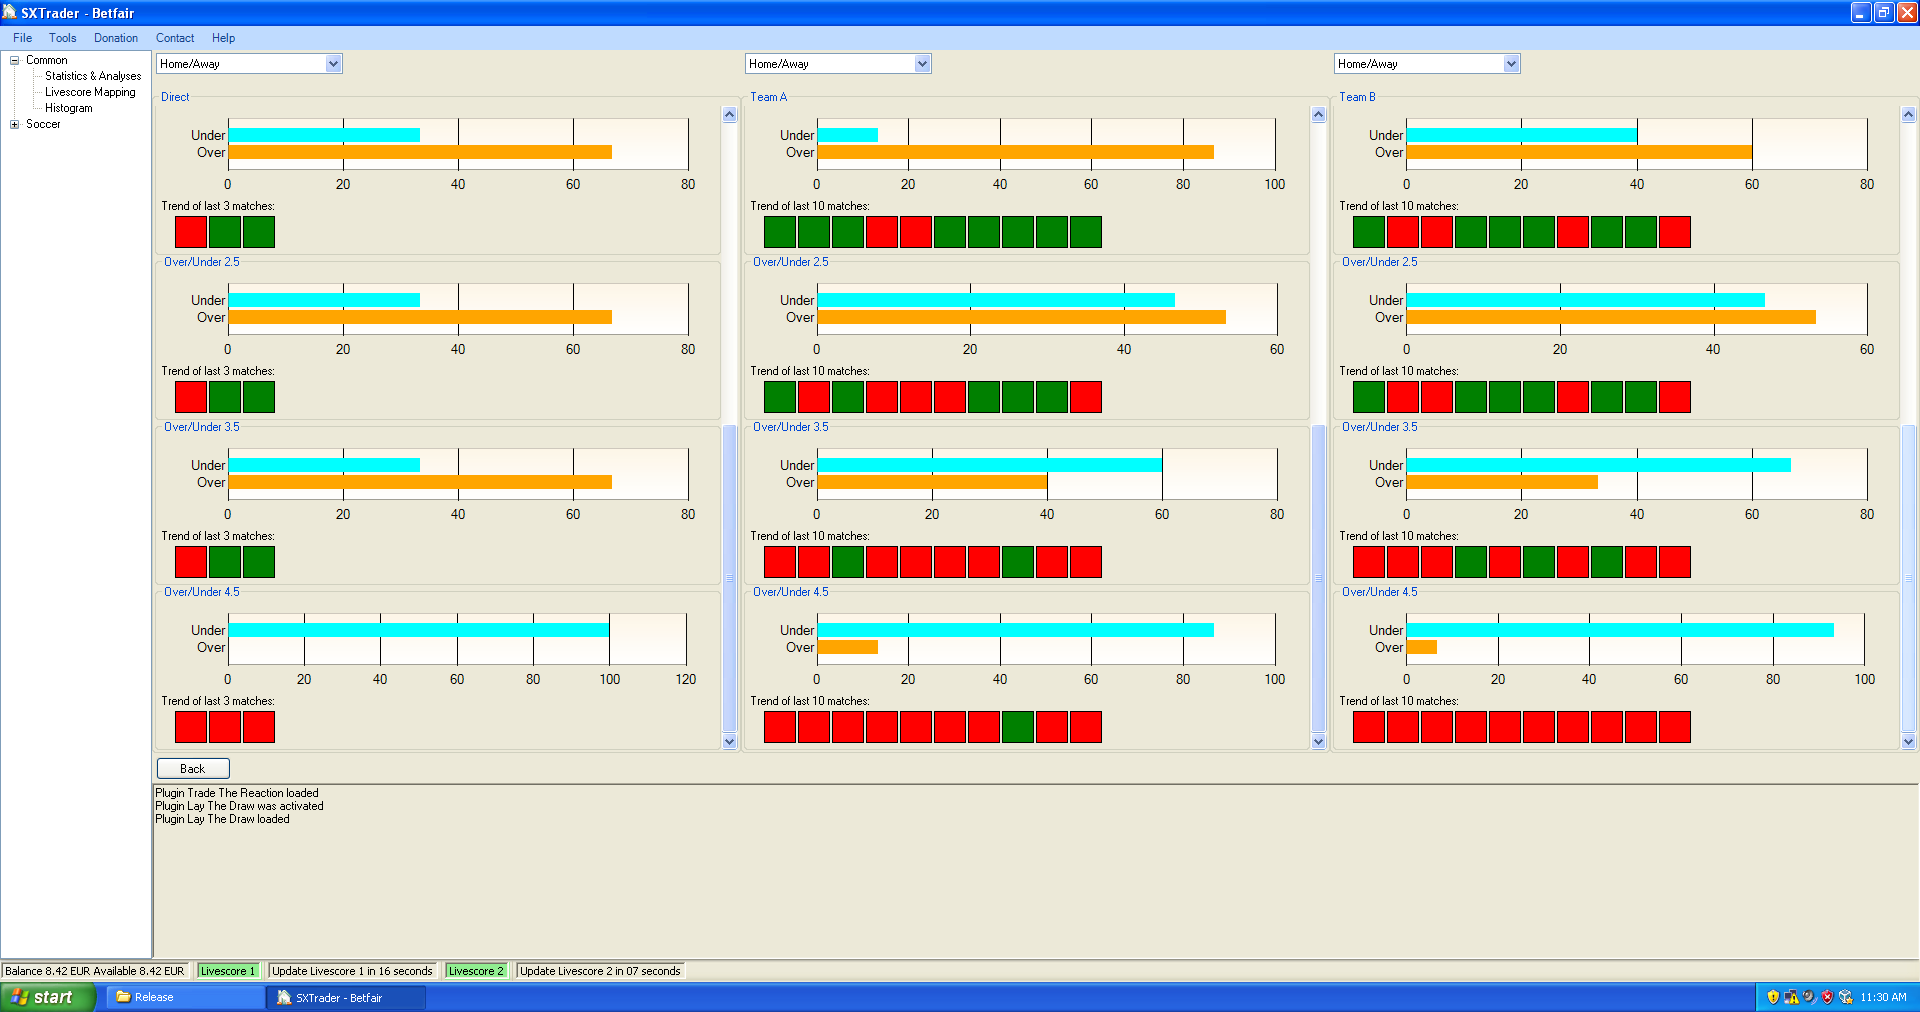 SXTrader - Betfair
File Tools Donation Contact Help
Common
Statistics & Analyses
Livescore Mapping
Histogram
Soccer
Home/Away
Home/Away
Home/Away
Direct
Under
Over
0 20 40 60 80
Trend of last 3 matches:
Over/Under 2.5
Under
Over
0 20 40 60 80
Trend of last 3 matches:
Over/Under 3.5
Under
Over
0 20 40 60 80
Trend of last 3 matches:
Over/Under 4.5
Under
Over
0 20 40 60 80 100 120
Trend of last 3 matches:
Team A
Under
Over
0 20 40 60 80 100
Trend of last 10 matches:
Over/Under 2.5
Under
Over
0 20 40 60
Trend of last 10 matches:
Over/Under 3.5
Under
Over
0 20 40 60 80
Trend of last 10 matches:
Over/Under 4.5
Under
Over
0 20 40 60 80 100
Trend of last 10 matches:
Team B
Under
Over
0 20 40 60 80
Trend of last 10 matches:
Over/Under 2.5
Under
Over
0 20 40 60
Trend of last 10 matches:
Over/Under 3.5
Under
Over
0 20 40 60 80
Trend of last 10 matches:
Over/Under 4.5
Under
Over
0 20 40 60 80 100
Trend of last 10 matches:
Back
Plugin Trade The Reaction loaded
Plugin Lay The Draw was activated
Plugin Lay The Draw loaded
Balance 8.42 EUR Available 8.42 EUR Livescore 1 Update Livescore 1 in 16 seconds Livescore 2 Update Livescore 2 in 07 seconds
start Release SXTrader - Betfair 11:30 AM